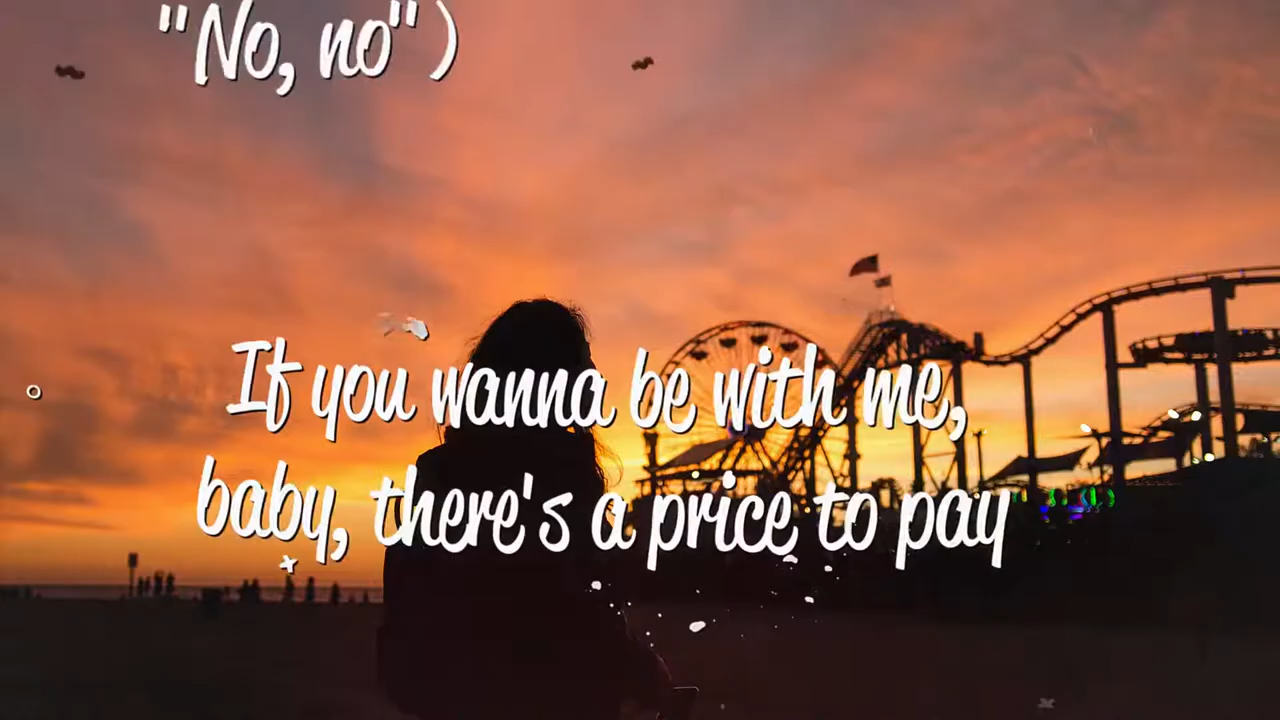 "No, no")
If you wanna be with me,
baby, there's a price to pay